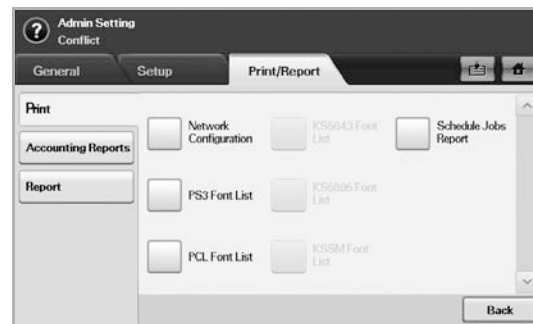 Admin Setting
Conflict
General
Setup
Print/Report
Print
Accounting Reports
Report
Network
Configuration
KS5843 Font
List
Schedule Jobs
Report
PS3 Font List
KS5895 Font
List
PCL Font List
KSSM Font
List
Back